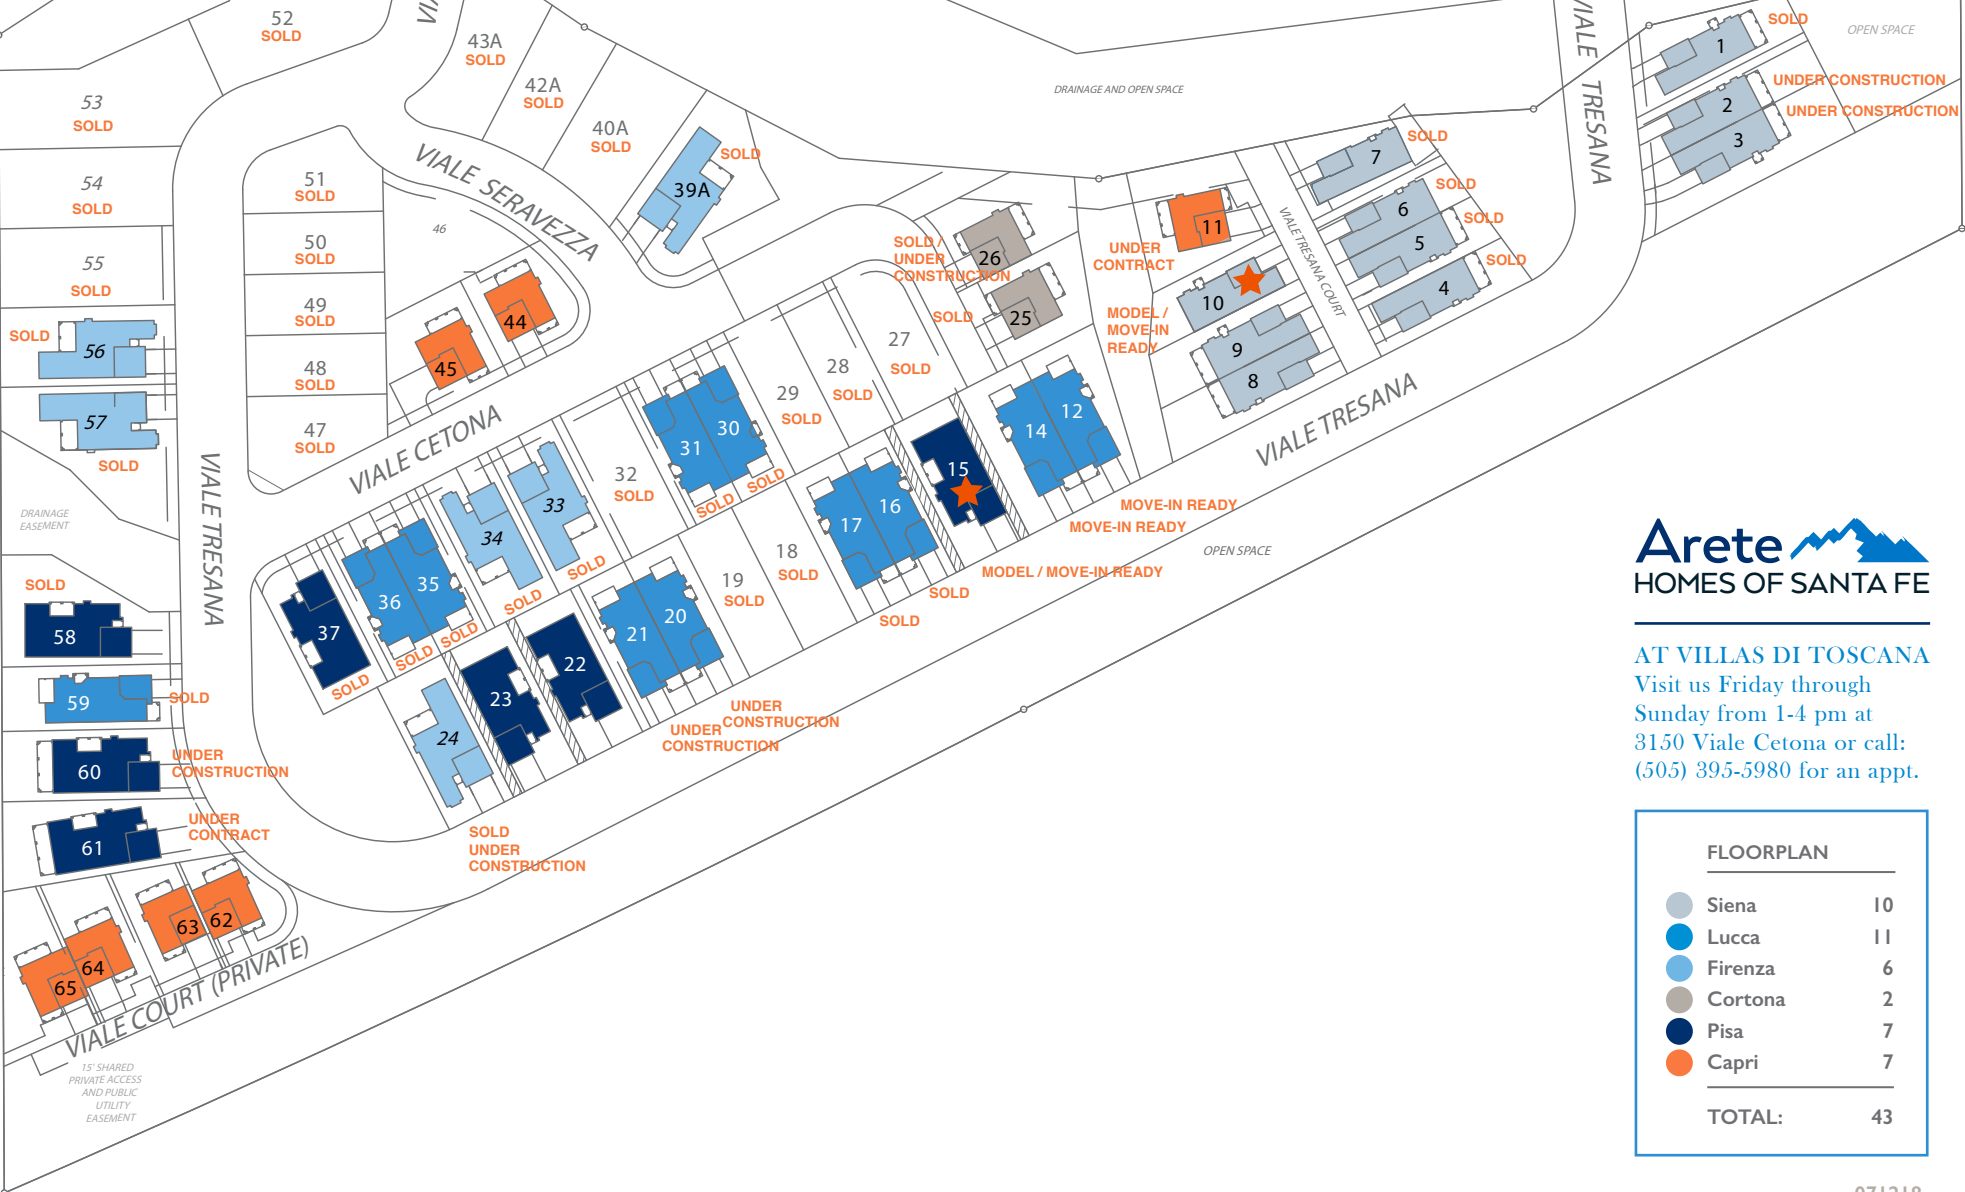 52
SOLD
VIA
43A
SOLD
42A
SOLD
40A
SOLD
39A
SOLD
53
SOLD
54
SOLD
55
SOLD
SOLD
56
57
SOLD
51
SOLD
50
SOLD
49
SOLD
48
SOLD
47
SOLD
46
45
44
VIALE SERAVEZZA
VIALE CETONA
DRAINAGE AND OPEN SPACE
VIALE TRESANA
1
SOLD
OPEN SPACE
2
UNDER CONSTRUCTION
3
UNDER CONSTRUCTION
7
SOLD
6
SOLD
5
SOLD
4
SOLD
VIALE TRESANA COURT
11
UNDER
CONTRACT
10
MODEL /
MOVE-IN
READY
9
8
SOLD /
UNDER
CONSTRUCTION
26
SOLD
25
27
SOLD
28
SOLD
29
SOLD
30
SOLD
31
SOLD
32
SOLD
33
SOLD
34
SOLD
35
SOLD
36
SOLD
37
SOLD
12
MOVE-IN READY
14
MOVE-IN READY
15
MODEL / MOVE-IN READY
16
SOLD
17
SOLD
18
SOLD
19
SOLD
20
UNDER
CONSTRUCTION
21
UNDER
CONSTRUCTION
22
23
24
SOLD
UNDER
CONSTRUCTION
VIALE TRESANA
OPEN SPACE
DRAINAGE
EASEMENT
VIALE TRESANA
SOLD
58
59
SOLD
60
UNDER
CONSTRUCTION
61
UNDER
CONTRACT
62
63
64
65
VIALE COURT (PRIVATE)
15' SHARED
PRIVATE ACCESS
AND PUBLIC
UTILITY
EASEMENT
Arete
HOMES OF SANTA FE
AT VILLAS DI TOSCANA
Visit us Friday through
Sunday from 1-4 pm at
3150 Viale Cetona or call:
(505) 395-5980 for an appt.
FLOORPLAN
Siena 10
Lucca 11
Firenza 6
Cortona 2
Pisa 7
Capri 7
TOTAL: 43
071218